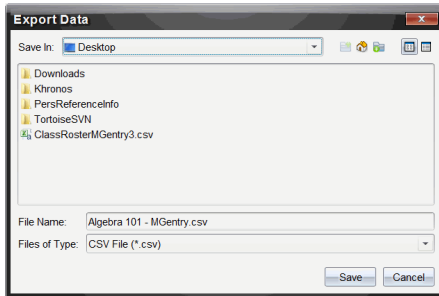 Export Data
Save In: Desktop
Downloads
Khronos
PersReferenceInfo
TortoiseSVN
ClassRosterMGentry3.csv
File Name: Algebra 101 - MGentry.csv
Files of Type: CSV File (*.csv)
Save Cancel